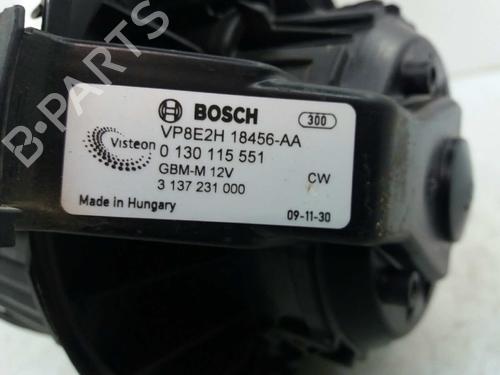 B-PARTS
BOSCH
300
VP8E2H 18456-AA
Visteon
0 130 115 551
GBM-M 12V
CW
3 137 231 000
Made in Hungary
09-11-30